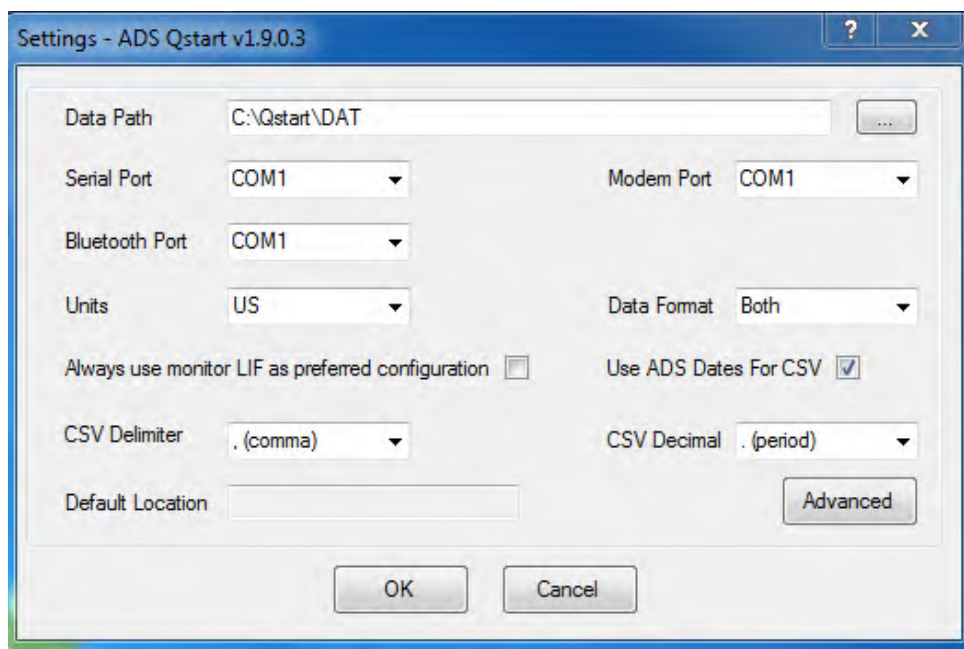 Settings - ADS Qstart v1.9.0.3
? X
Data Path C:\Qstart\DAT ...
Serial Port COM1 Modem Port COM1
Bluetooth Port COM1
Units US Data Format Both
Always use monitor LIF as preferred configuration Use ADS Dates For CSV
CSV Delimiter , (comma) CSV Decimal . (period)
Default Location Advanced
OK Cancel